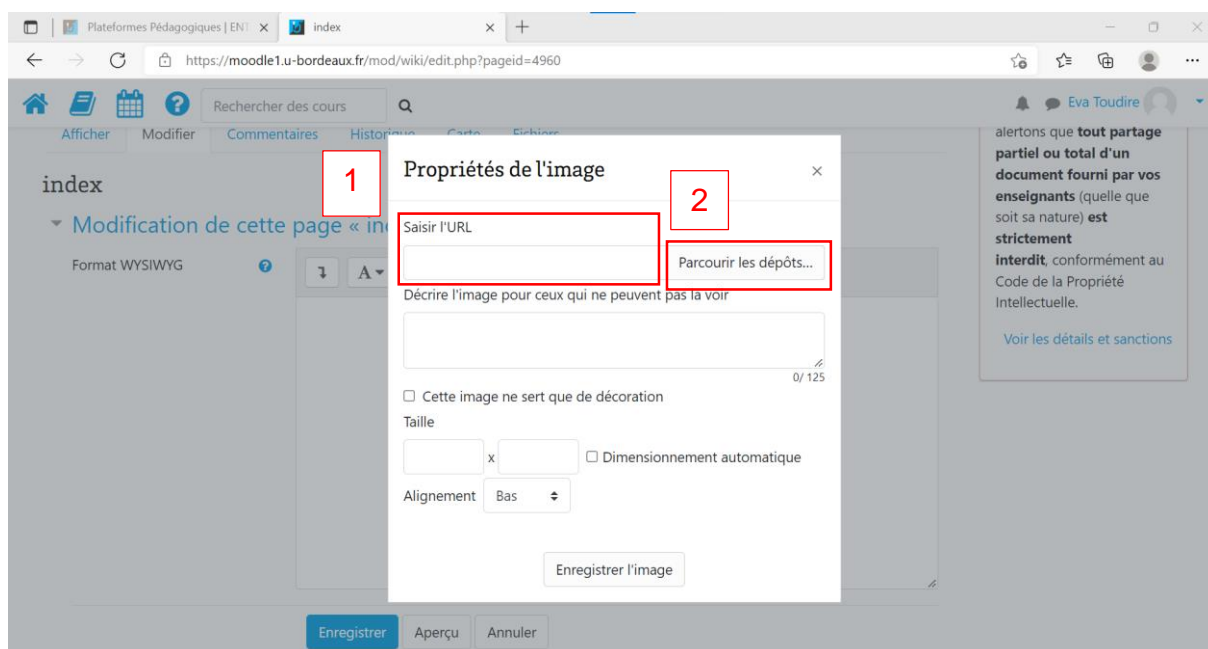 Plateformes Pédagogiques | ENT
index
https://moodle1.u-bordeaux.fr/mod/wiki/edit.php?pageid=4960
Rechercher des cours
Eva Toudire
Afficher Modifier Commentaires Historique Carte Fichiers
index
Modification de cette page « in
Format WYSIWYG
A
1
Propriétés de l'image
×
2
Saisir l'URL
Parcourir les dépôts...
Décrire l'image pour ceux qui ne peuvent pas la voir
0/ 125
Cette image ne sert que de décoration
Taille
x
Dimensionnement automatique
Alignement Bas
Enregistrer l'image
Enregistrer Aperçu Annuler
alertons que tout partage
partiel ou total d'un
document fourni par vos
enseignants (quelle que
soit sa nature) est
strictement
interdit, conformément au
Code de la Propriété
Intellectuelle.
Voir les détails et sanctions